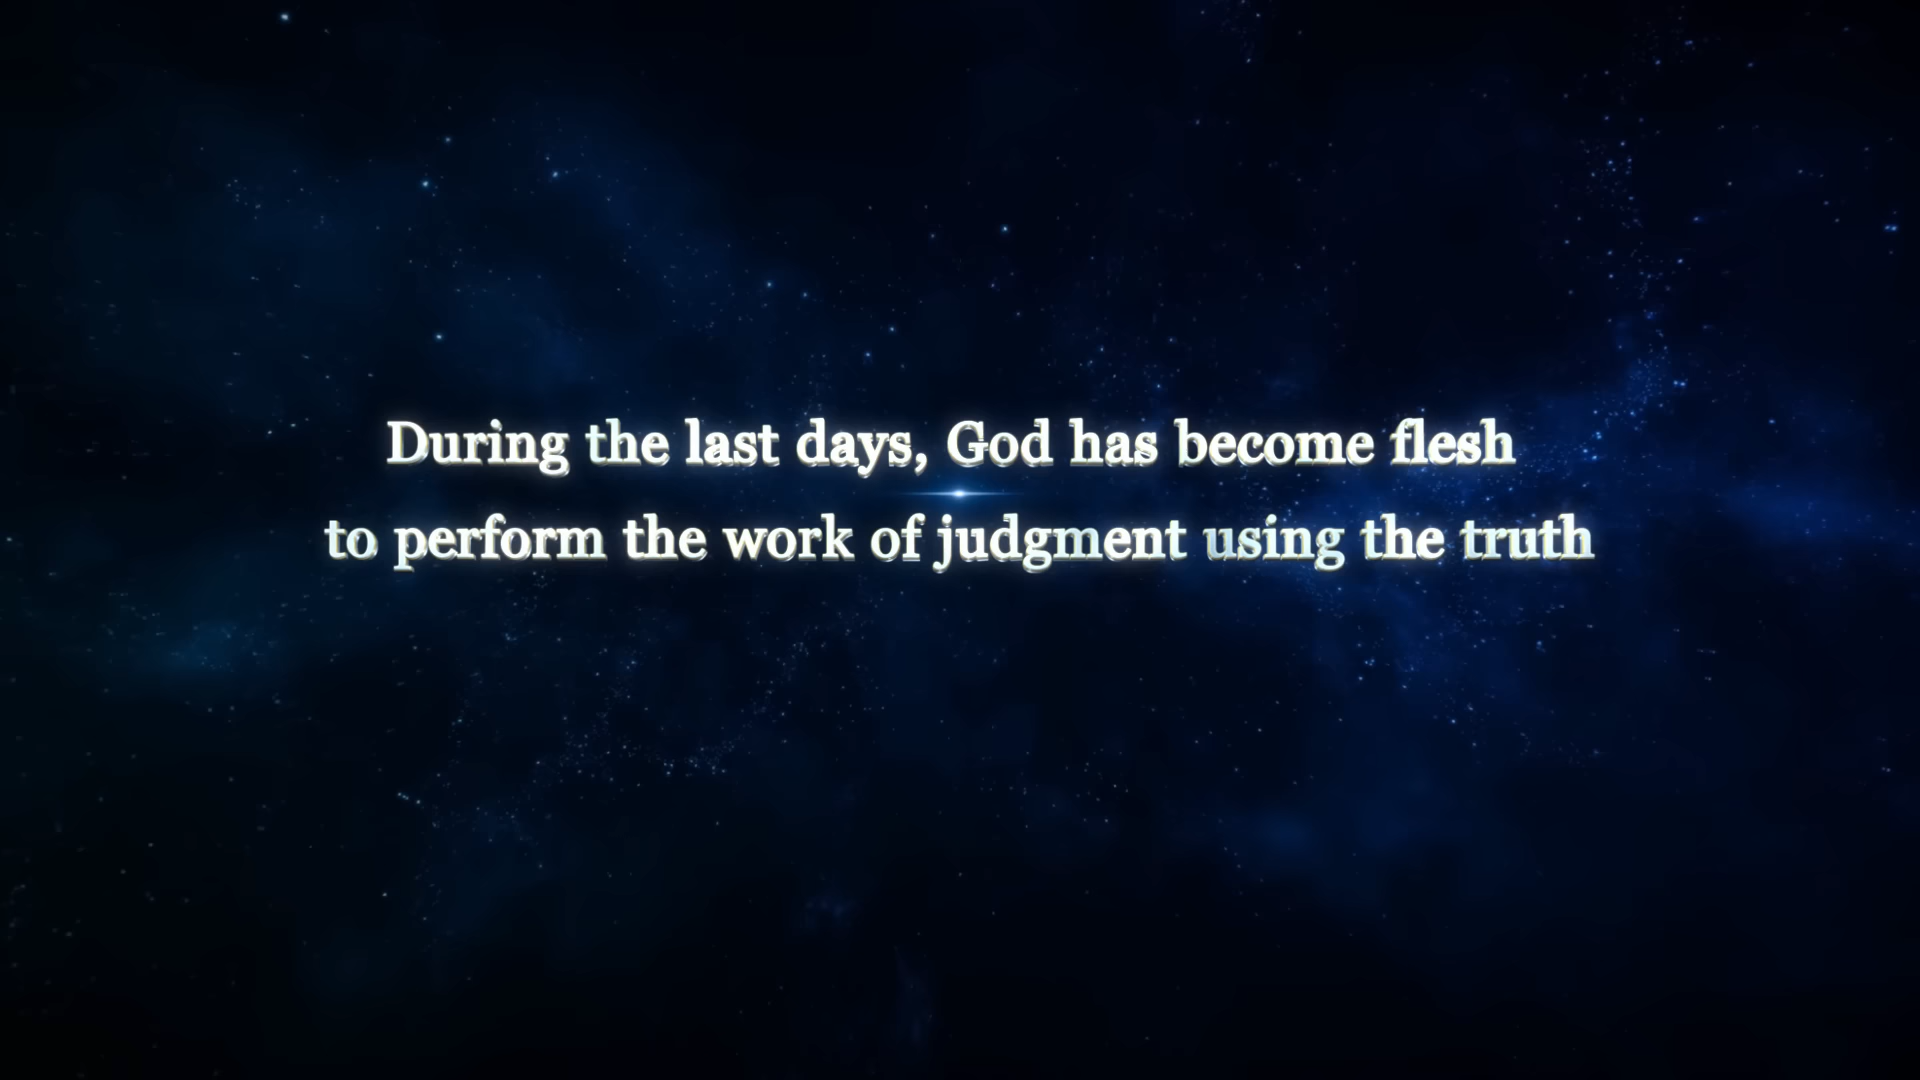 During the last days, God has become flesh
to perform the work of judgment using the truth